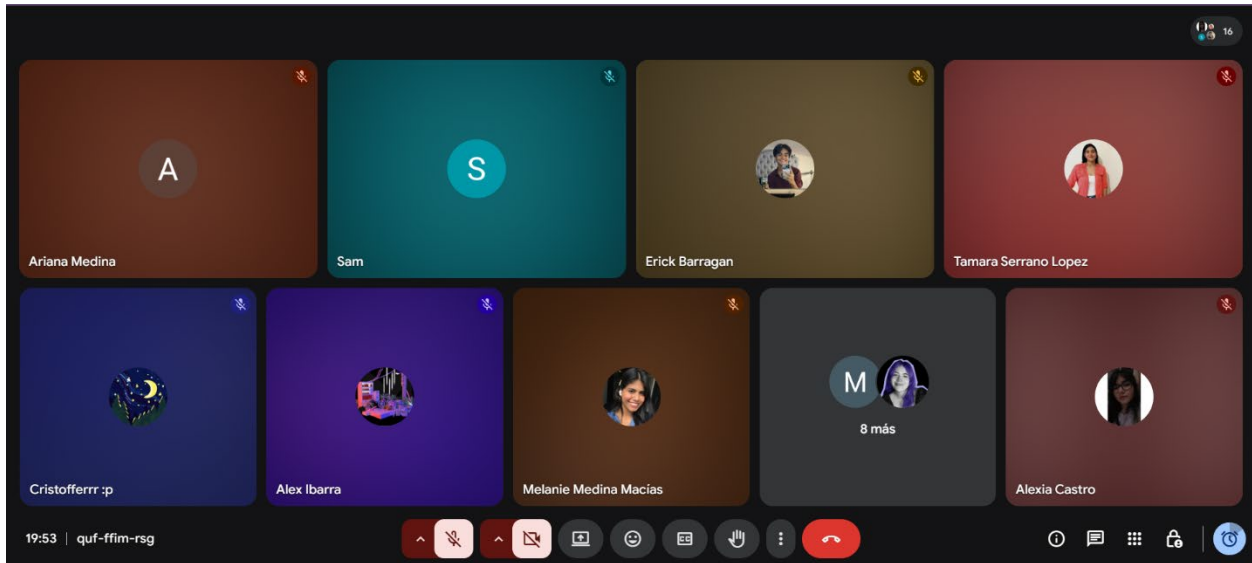 16
A
Ariana Medina
S
Sam
Erick Barragan
Tamara Serrano Lopez
Cristofferrr :p
Alex Ibarra
Melanie Medina Macías
M
8 más
Alexia Castro
19:53 | quf-ffim-rsg